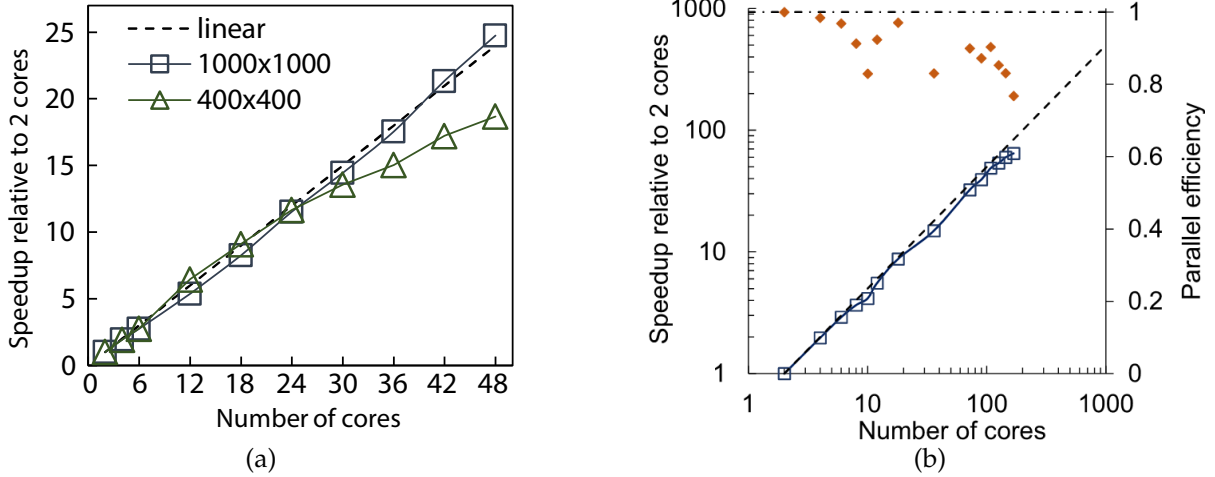 linear
1000x1000
400x400
25
20
15
10
5
0
0 6 12 18 24 30 36 42 48
Speedup relative to 2 cores
Number of cores
(a)
1000
100
10
1
1 10 100 1000
Speedup relative to 2 cores
Number of cores
1
0.8
0.6
0.4
0.2
0
Parallel efficiency
(b)